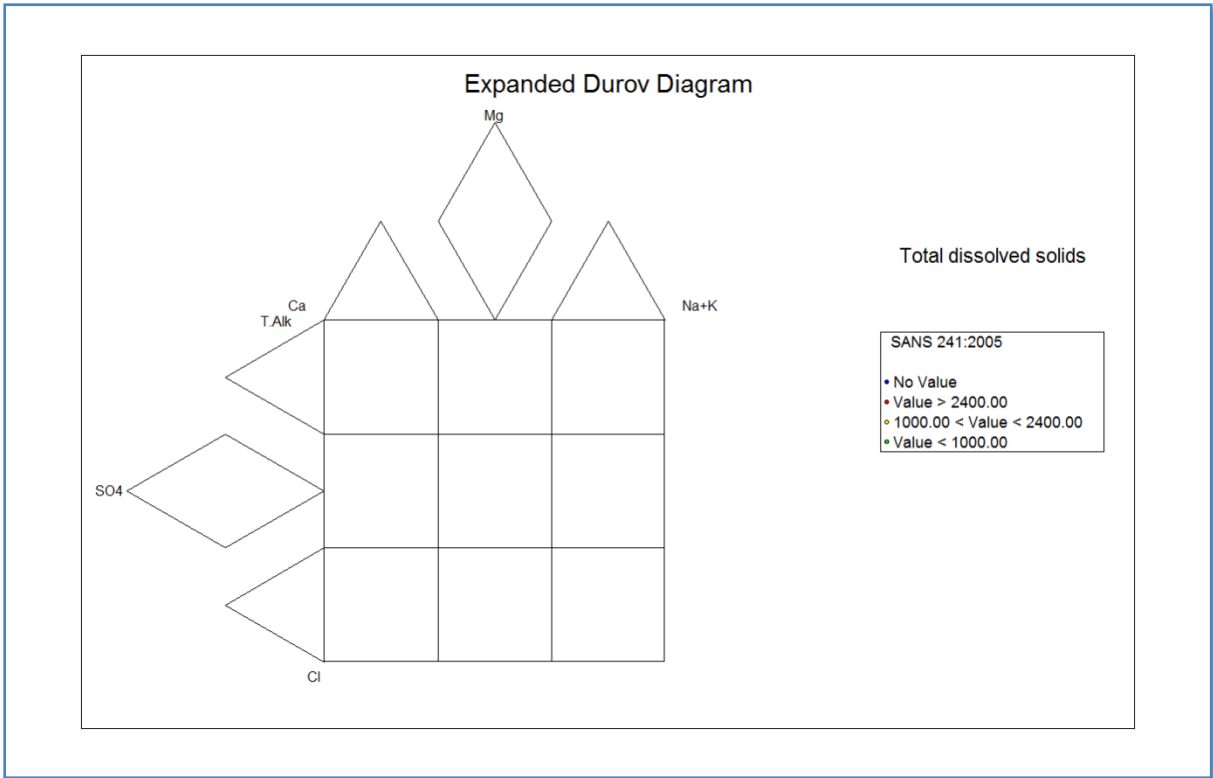 Expanded Durov Diagram
Mg
Total dissolved solids
Ca
Na+K
T.Alk
SANS 241:2005
No Value
Value > 2400.00
1000.00 < Value < 2400.00
Value < 1000.00
SO4
Cl